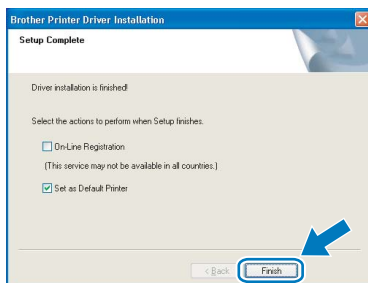 Brother Printer Driver Installation
Setup Complete
Driver installation is finished!
Select the actions to perform when Setup finishes.
On-Line Registration
(This service may not be available in all countries.)
Set as Default Printer
< Back
Finish